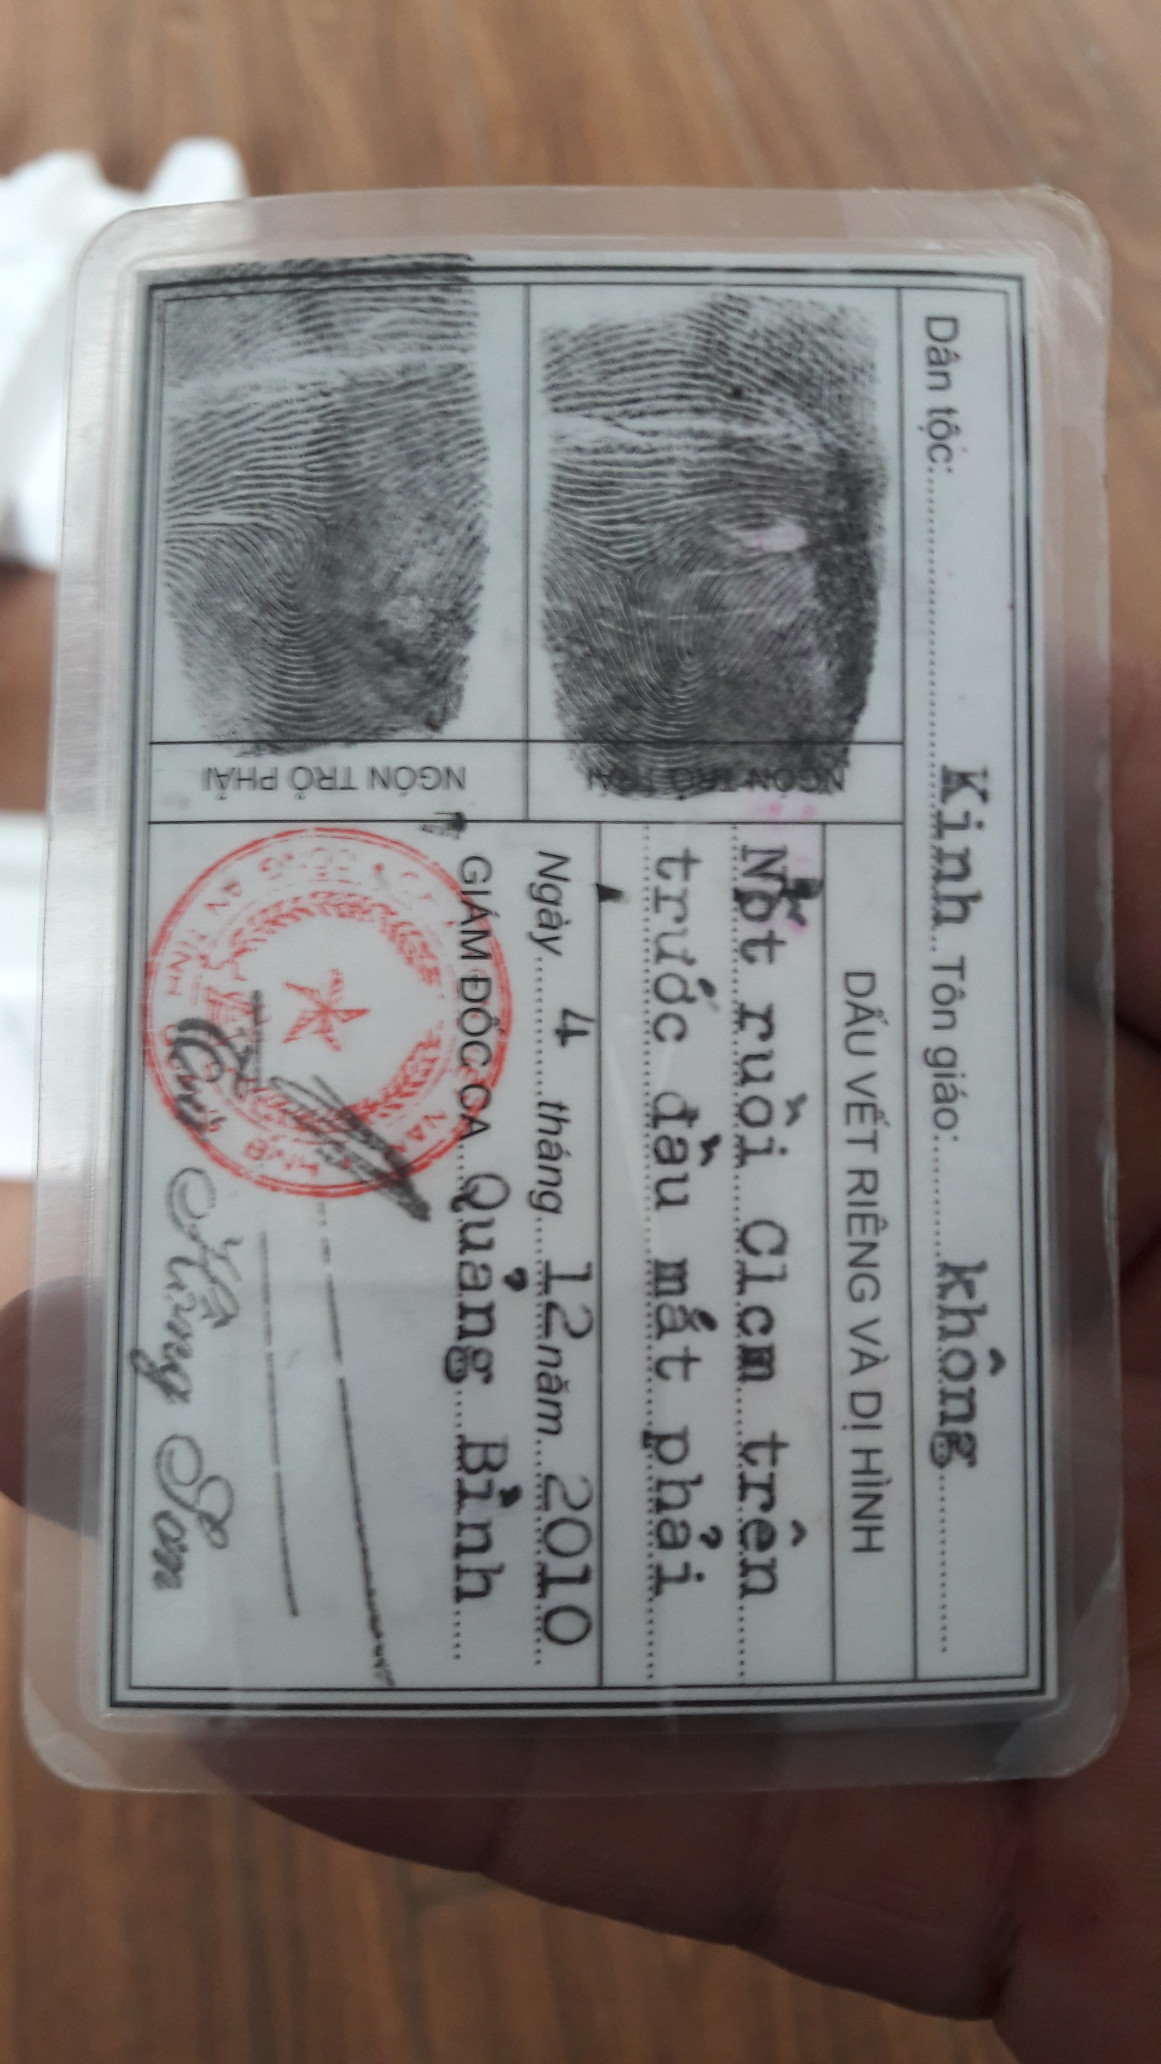 Dân tộc: Kinh Tôn giáo: không
DẤU VẾT RIÊNG VÀ DỊ HÌNH
Nốt ruồi C1cm trên
trước đầu mắt phải
NGÓN TRỎ TRÁI
NGÓN TRỎ PHẢI
Ngày 4 tháng 12 năm 2010
GIÁM ĐỐC CA Quảng Bình